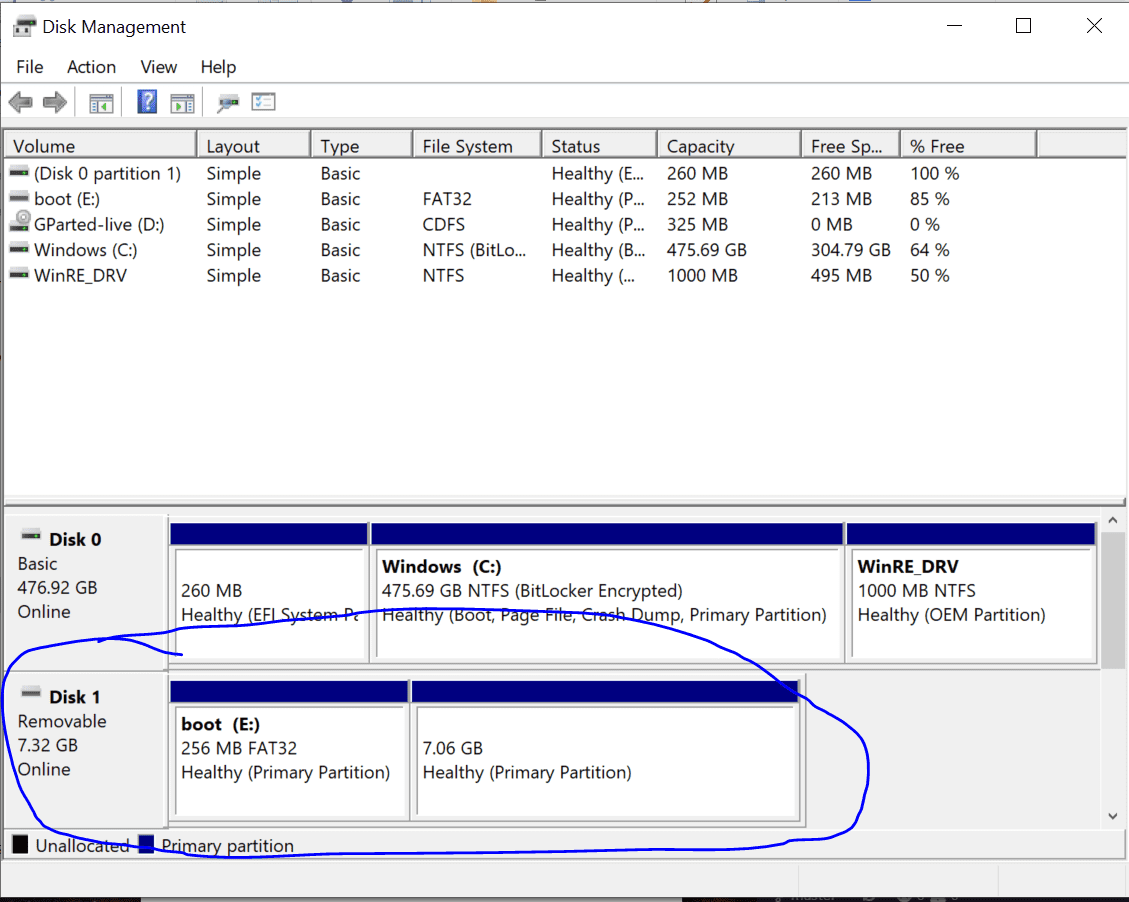 Disk Management
File Action View Help
Volume Layout Type File System Status Capacity Free Sp... % Free
(Disk 0 partition 1) Simple Basic Healthy (E... 260 MB 260 MB 100 %
boot (E:) Simple Basic FAT32 Healthy (P... 252 MB 213 MB 85 %
GParted-live (D:) Simple Basic CDFS Healthy (P... 325 MB 0 MB 0 %
Windows (C:) Simple Basic NTFS (BitLo... Healthy (B... 475.69 GB 304.79 GB 64 %
WinRE_DRV Simple Basic NTFS Healthy (... 1000 MB 495 MB 50 %
Disk 0
Basic
476.92 GB
Online
260 MB
Healthy (EFI System Pa
Windows (C:)
475.69 GB NTFS (BitLocker Encrypted)
Healthy (Boot, Page File, Crash Dump, Primary Partition)
WinRE_DRV
1000 MB NTFS
Healthy (OEM Partition)
Disk 1
Removable
7.32 GB
Online
boot (E:)
256 MB FAT32
Healthy (Primary Partition)
7.06 GB
Healthy (Primary Partition)
Unallocated Primary partition